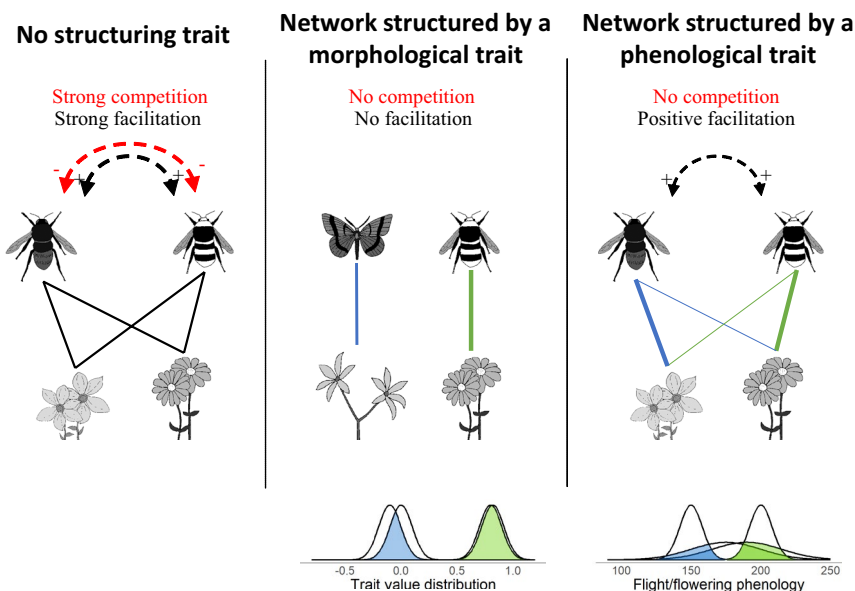 No structuring trait
Strong competition
Strong facilitation
-
-
+
+
Network structured by a
morphological trait
No competition
No facilitation
-0.5
0.0
0.5
1.0
Trait value distribution
Network structured by a
phenological trait
No competition
Positive facilitation
+
+
100
150
200
250
Flight/flowering phenology